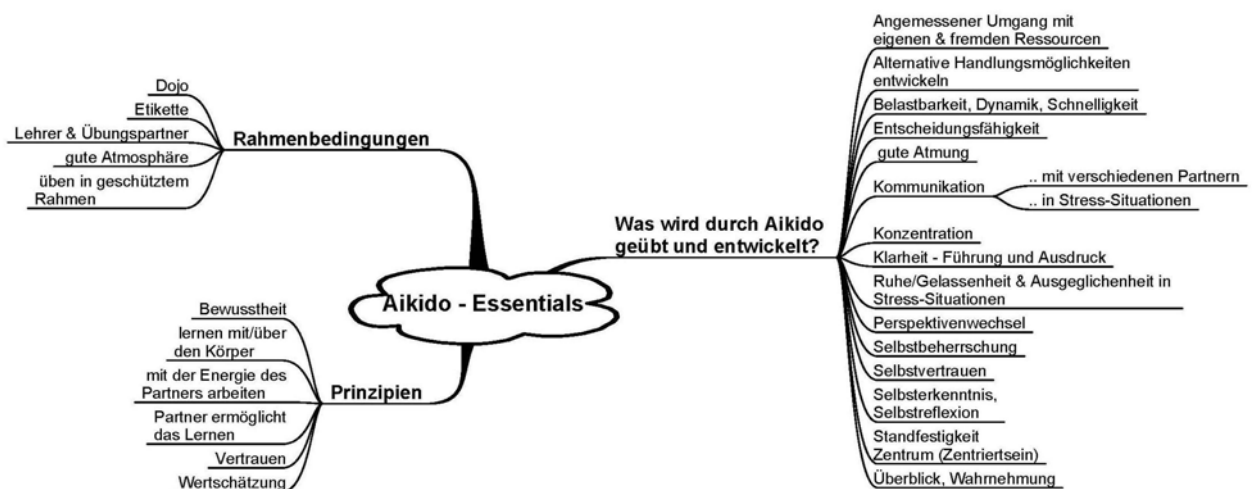 Aikido - Essentials
Rahmenbedingungen
Dojo
Etikette
Lehrer & Übungspartner
gute Atmosphäre
üben in geschütztem
Rahmen
Prinzipien
Bewusstheit
lernen mit/über
den Körper
mit der Energie des
Partners arbeiten
Partner ermöglicht
das Lernen
Vertrauen
Wertschätzung
Was wird durch Aikido
geübt und entwickelt?
Angemessener Umgang mit
eigenen & fremden Ressourcen
Alternative Handlungsmöglichkeiten
entwickeln
Belastbarkeit, Dynamik, Schnelligkeit
Entscheidungsfähigkeit
gute Atmung
Kommunikation
.. mit verschiedenen Partnern
.. in Stress-Situationen
Konzentration
Klarheit - Führung und Ausdruck
Ruhe/Gelassenheit & Ausgeglichenheit in
Stress-Situationen
Perspektivenwechsel
Selbstbeherrschung
Selbstvertrauen
Selbsterkenntnis,
Selbstreflexion
Standfestigkeit
Zentrum (Zentriertsein)
Überblick, Wahrnehmung